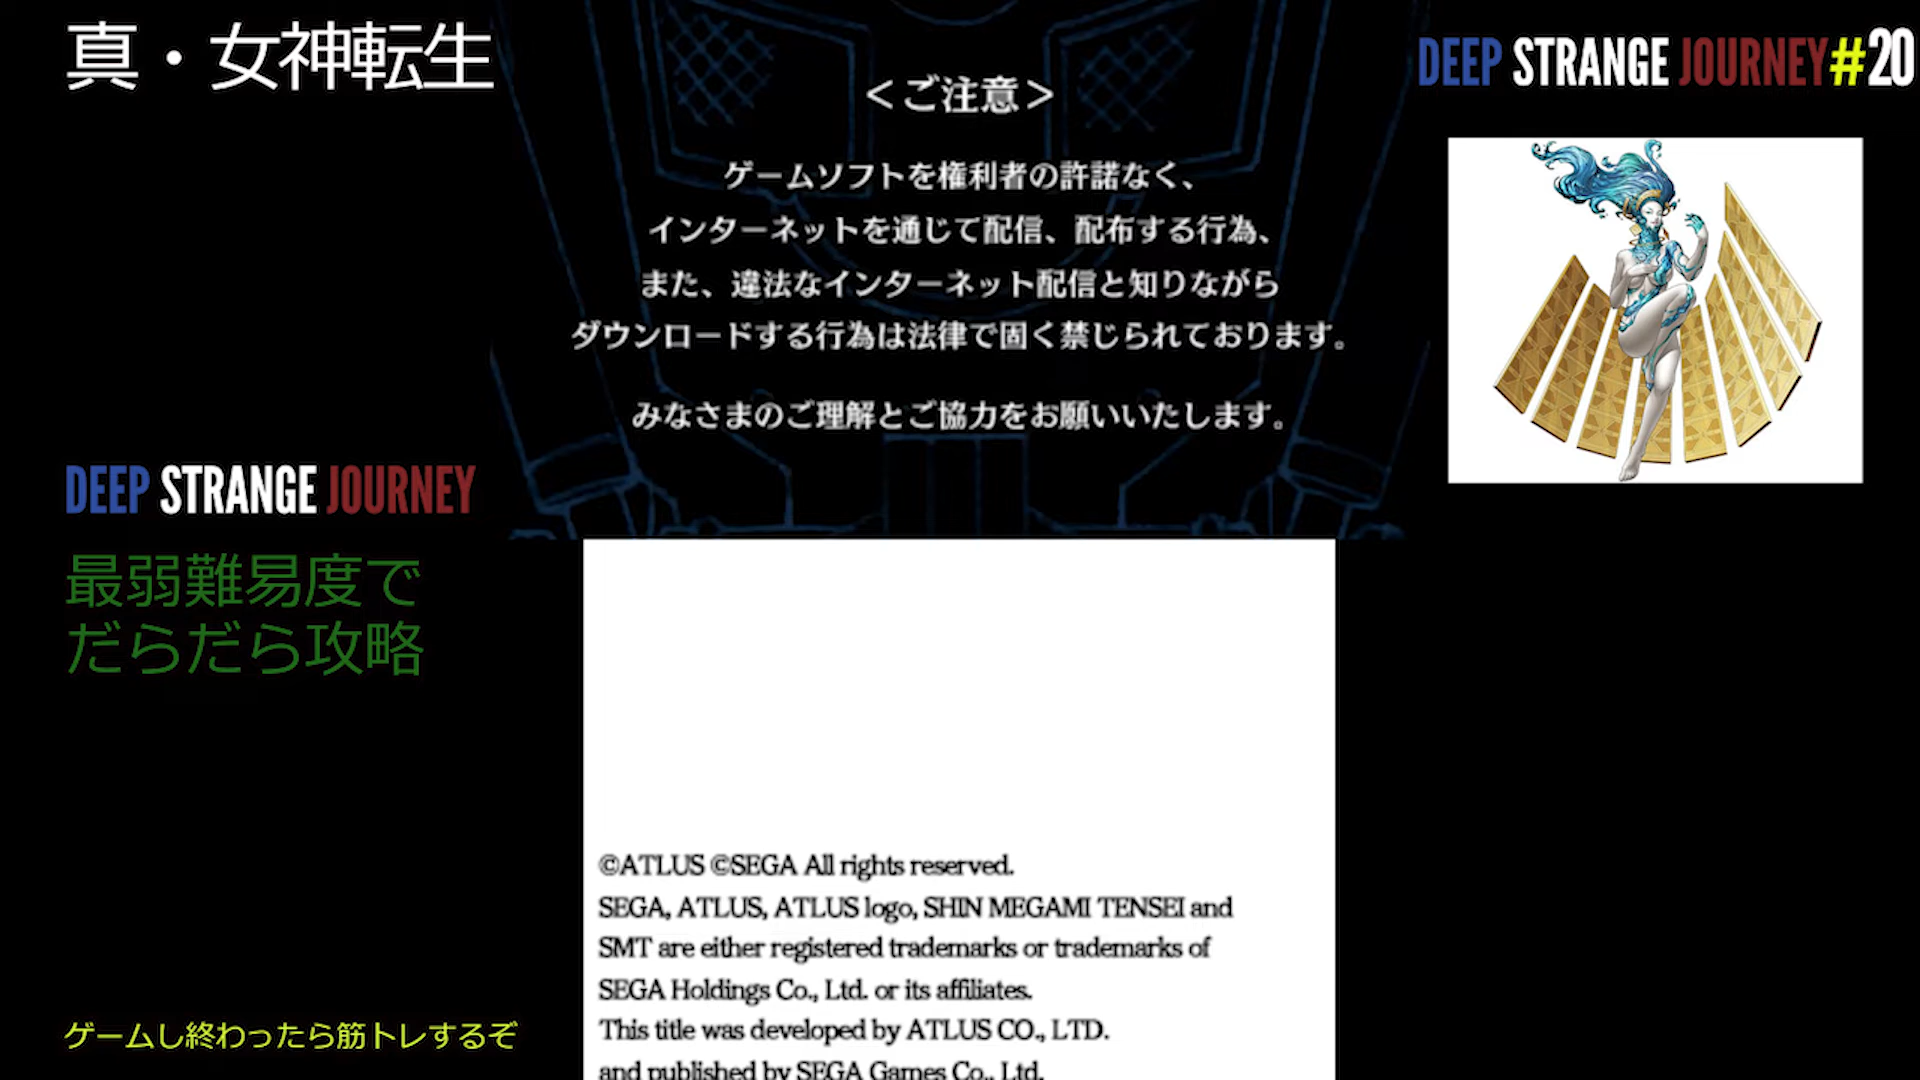 真・女神転生
DEEP STRANGE JOURNEY#20
＜ご注意＞
ゲームソフトを権利者の許諾なく、
インターネットを通じて配信、配布する行為、
また、違法なインターネット配信と知りながら
ダウンロードする行為は法律で固く禁じられております。
みなさまのご理解とご協力をお願いいたします。
DEEP STRANGE JOURNEY
最弱難易度で
だらだら攻略
©ATLUS ©SEGA All rights reserved.
SEGA, ATLUS, ATLUS logo, SHIN MEGAMI TENSEI and
SMT are either registered trademarks or trademarks of
SEGA Holdings Co., Ltd. or its affiliates.
This title was developed by ATLUS CO., LTD.
and published by SEGA Games Co., Ltd.
ゲームし終わったら筋トレするぞ